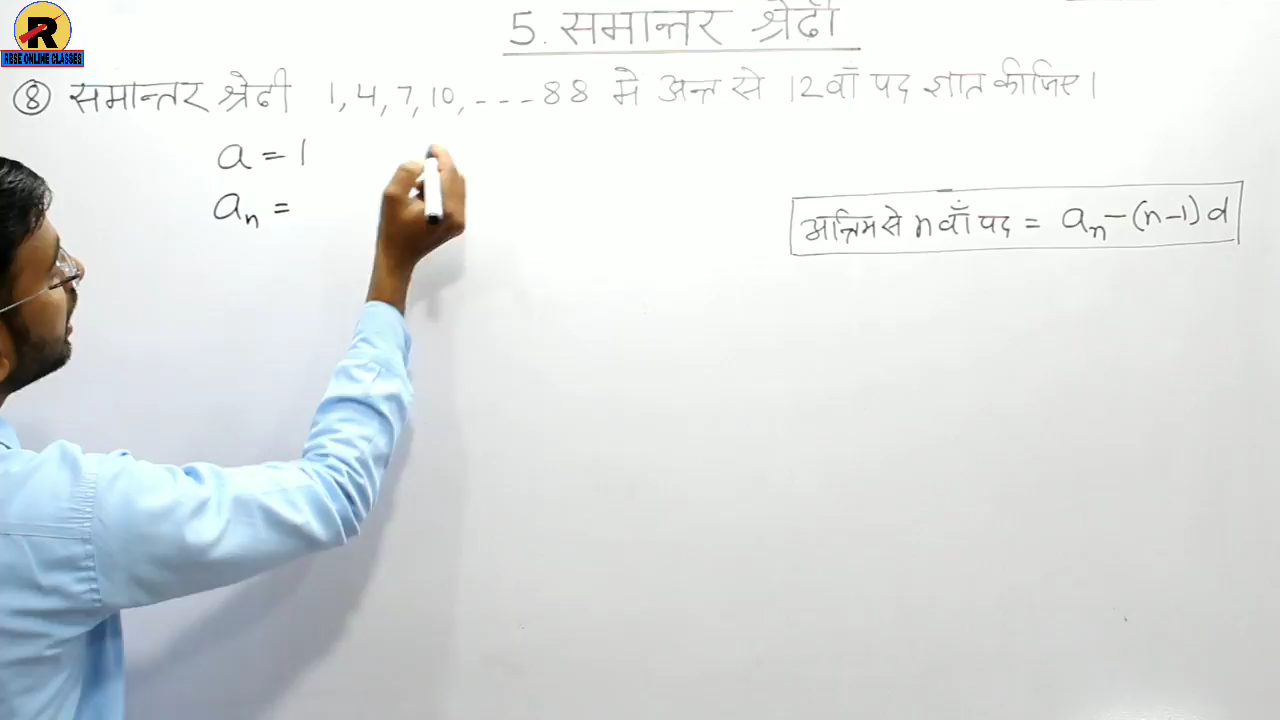 R
RBSE ONLINE CLASSES
5. समान्तर श्रेढी
⑧ समान्तर श्रेढी 1, 4, 7, 10, - - - 88 मे अन्त से 12वाँ पद ज्ञात कीजिए।
a = 1
aₙ =
अन्तिम से nवाँ पद = aₙ - (n-1) d